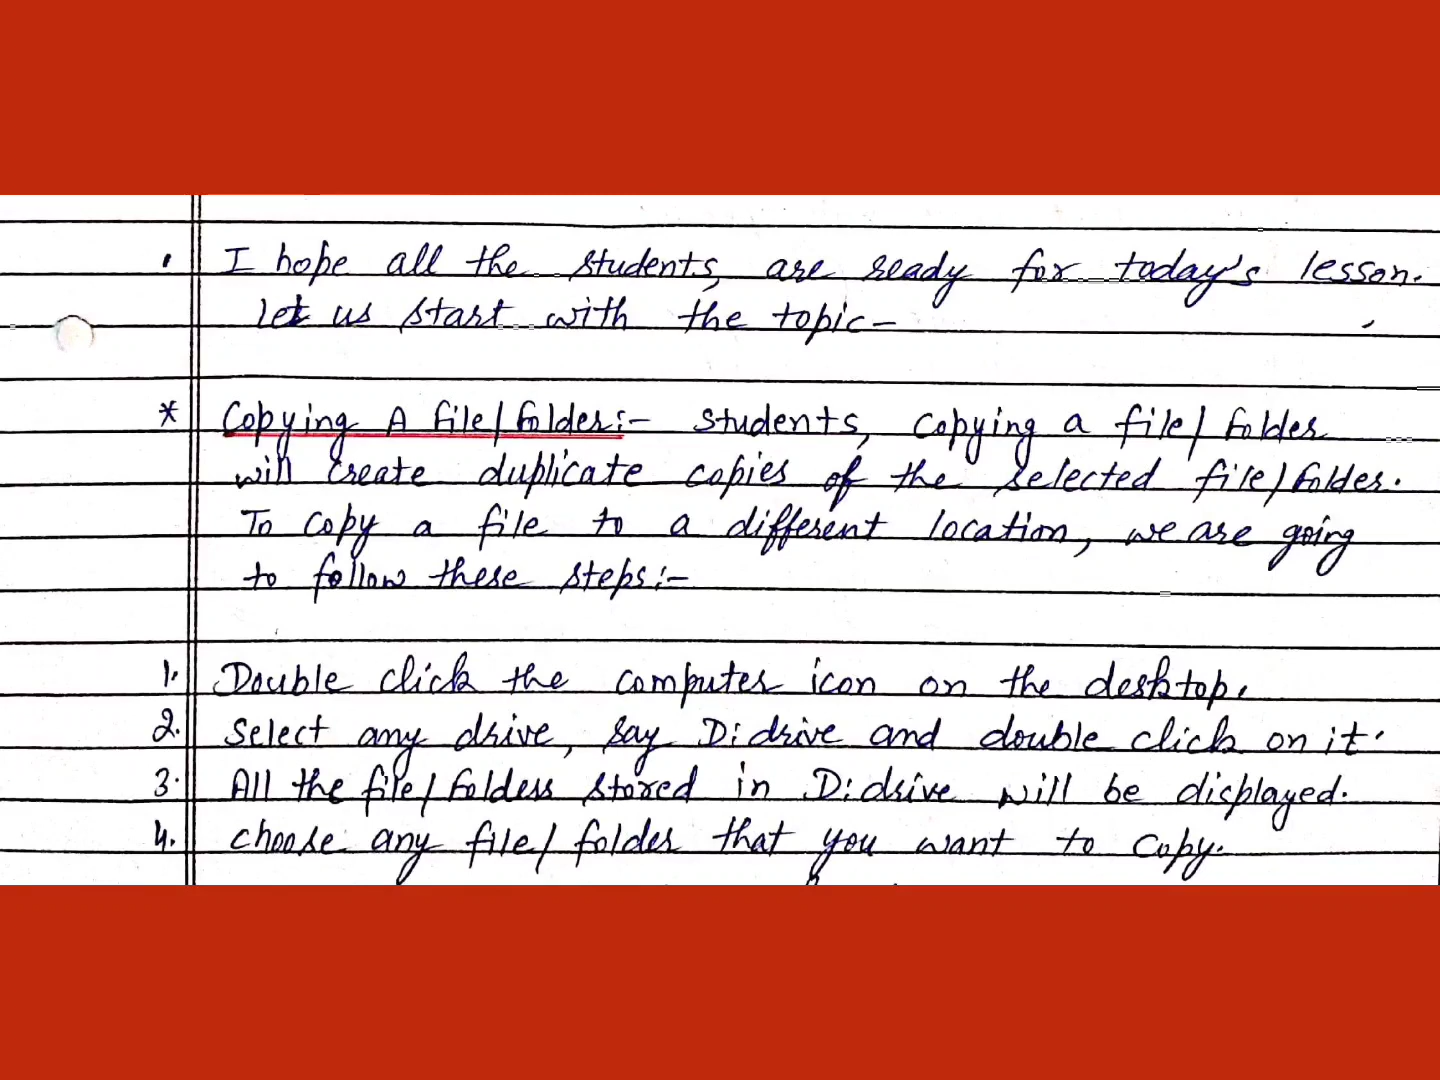 • I hope all the students, are ready for today's lesson.
let us start with the topic-
* Copying A file/folder:- students, copying a file/folder
will create duplicate copies of the selected file/folder.
To copy a file to a different location, we are going
to follow these steps:-
1. Double click the computer icon on the desktop.
2. Select any drive, say D: drive and double click on it.
3. All the file/folders stored in D: drive will be displayed.
4. choose any file/folder that you want to copy.